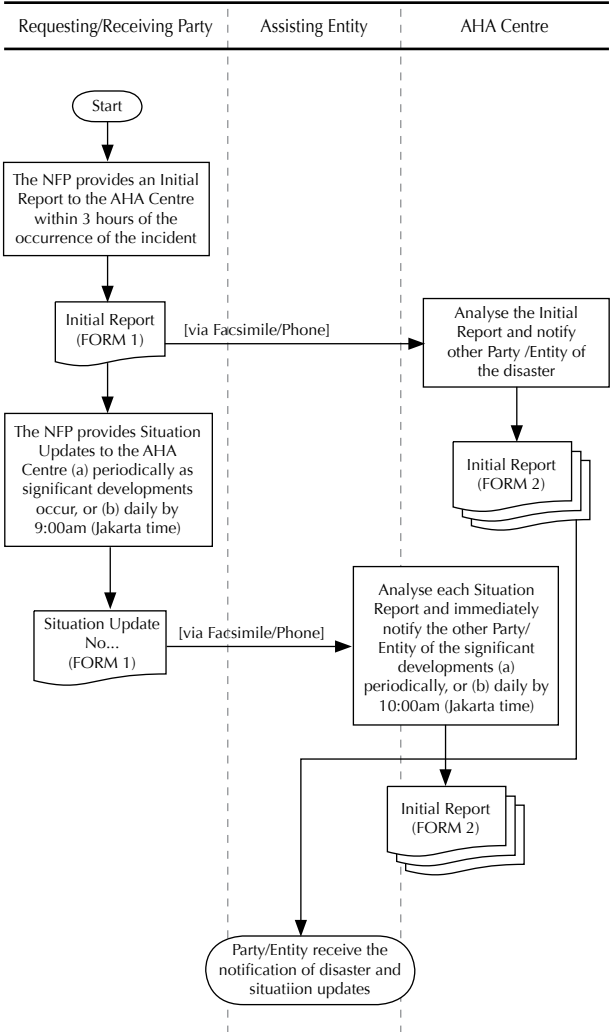 Requesting/Receiving Party
Assisting Entity
AHA Centre
Start
The NFP provides an Initial
Report to the AHA Centre
within 3 hours of the
occurrence of the incident
Initial Report
(FORM 1)
[via Facsimile/Phone]
Analyse the Initial
Report and notify
other Party /Entity of
the disaster
The NFP provides Situation
Updates to the AHA
Centre (a) periodically as
significant developments
occur, or (b) daily by
9:00am (Jakarta time)
Initial Report
(FORM 2)
Situation Update
No...
(FORM 1)
[via Facsimile/Phone]
Analyse each Situation
Report and immediately
notify the other Party/
Entity of the significant
developments (a)
periodically, or (b) daily by
10:00am (Jakarta time)
Initial Report
(FORM 2)
Party/Entity receive the
notification of disaster and
situatiion updates